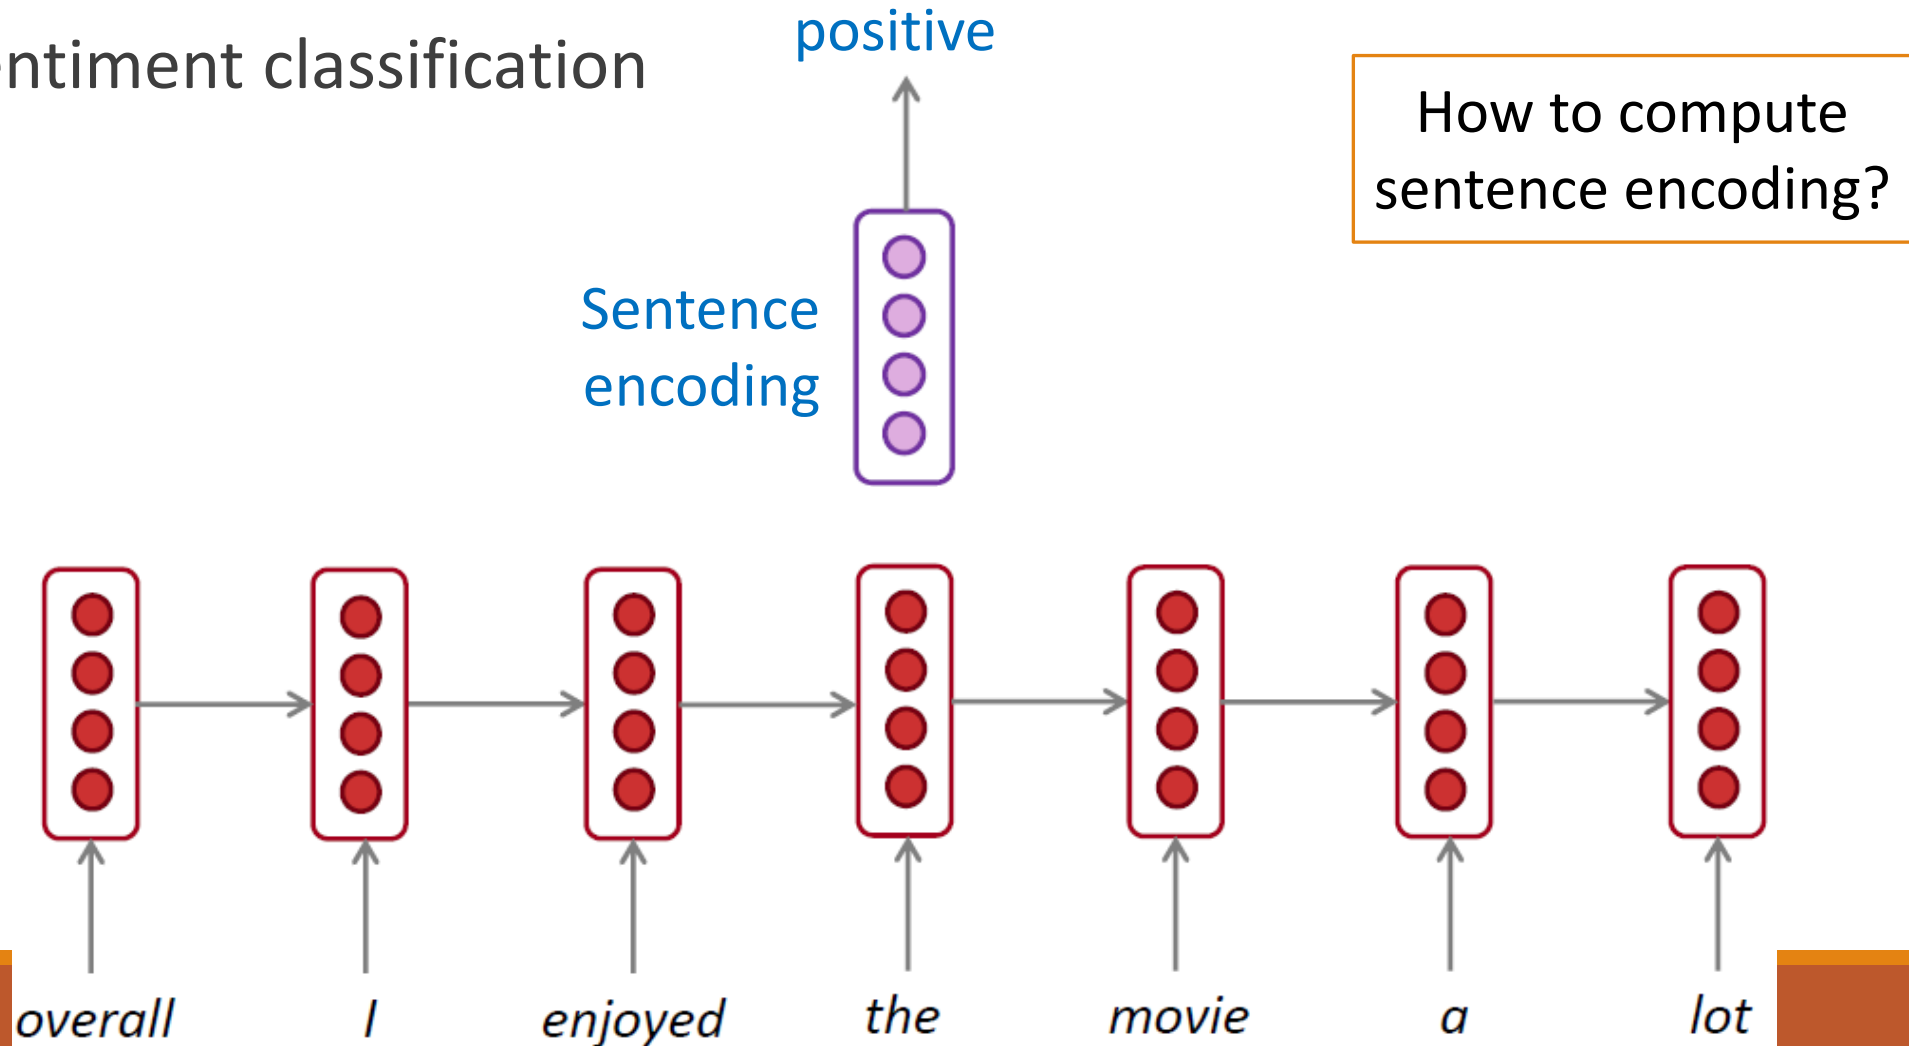 ntiment classification
positive
How to compute
sentence encoding?
Sentence
encoding
overall I enjoyed the movie a lot